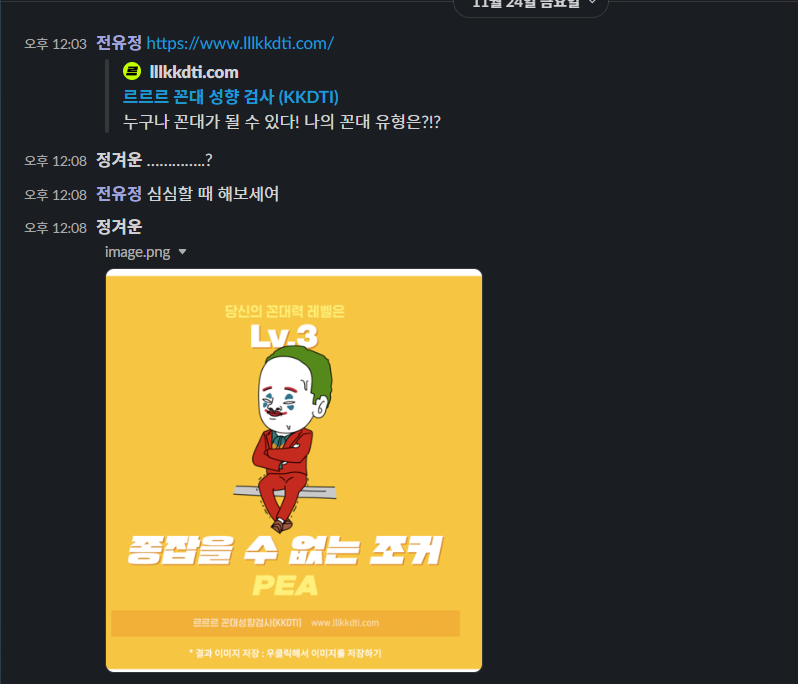 11월 24일 금요일
오후 12:03 전유정 https://www.lllkkdti.com/
르 lllkkdti.com
르르르 꼰대 성향 검사 (KKDTI)
누구나 꼰대가 될 수 있다! 나의 꼰대 유형은?!?
오후 12:08 정겨운 ..............?
오후 12:08 전유정 심심할 때 해보세여
오후 12:08 정겨운
image.png
당신의 꼰대력 레벨은
Lv.3
종잡을 수 없는 조커
PEA
르르르 꼰대성향검사(KKDTI) www.lllkkdti.com
* 결과 이미지 저장 : 우클릭해서 이미지를 저장하기